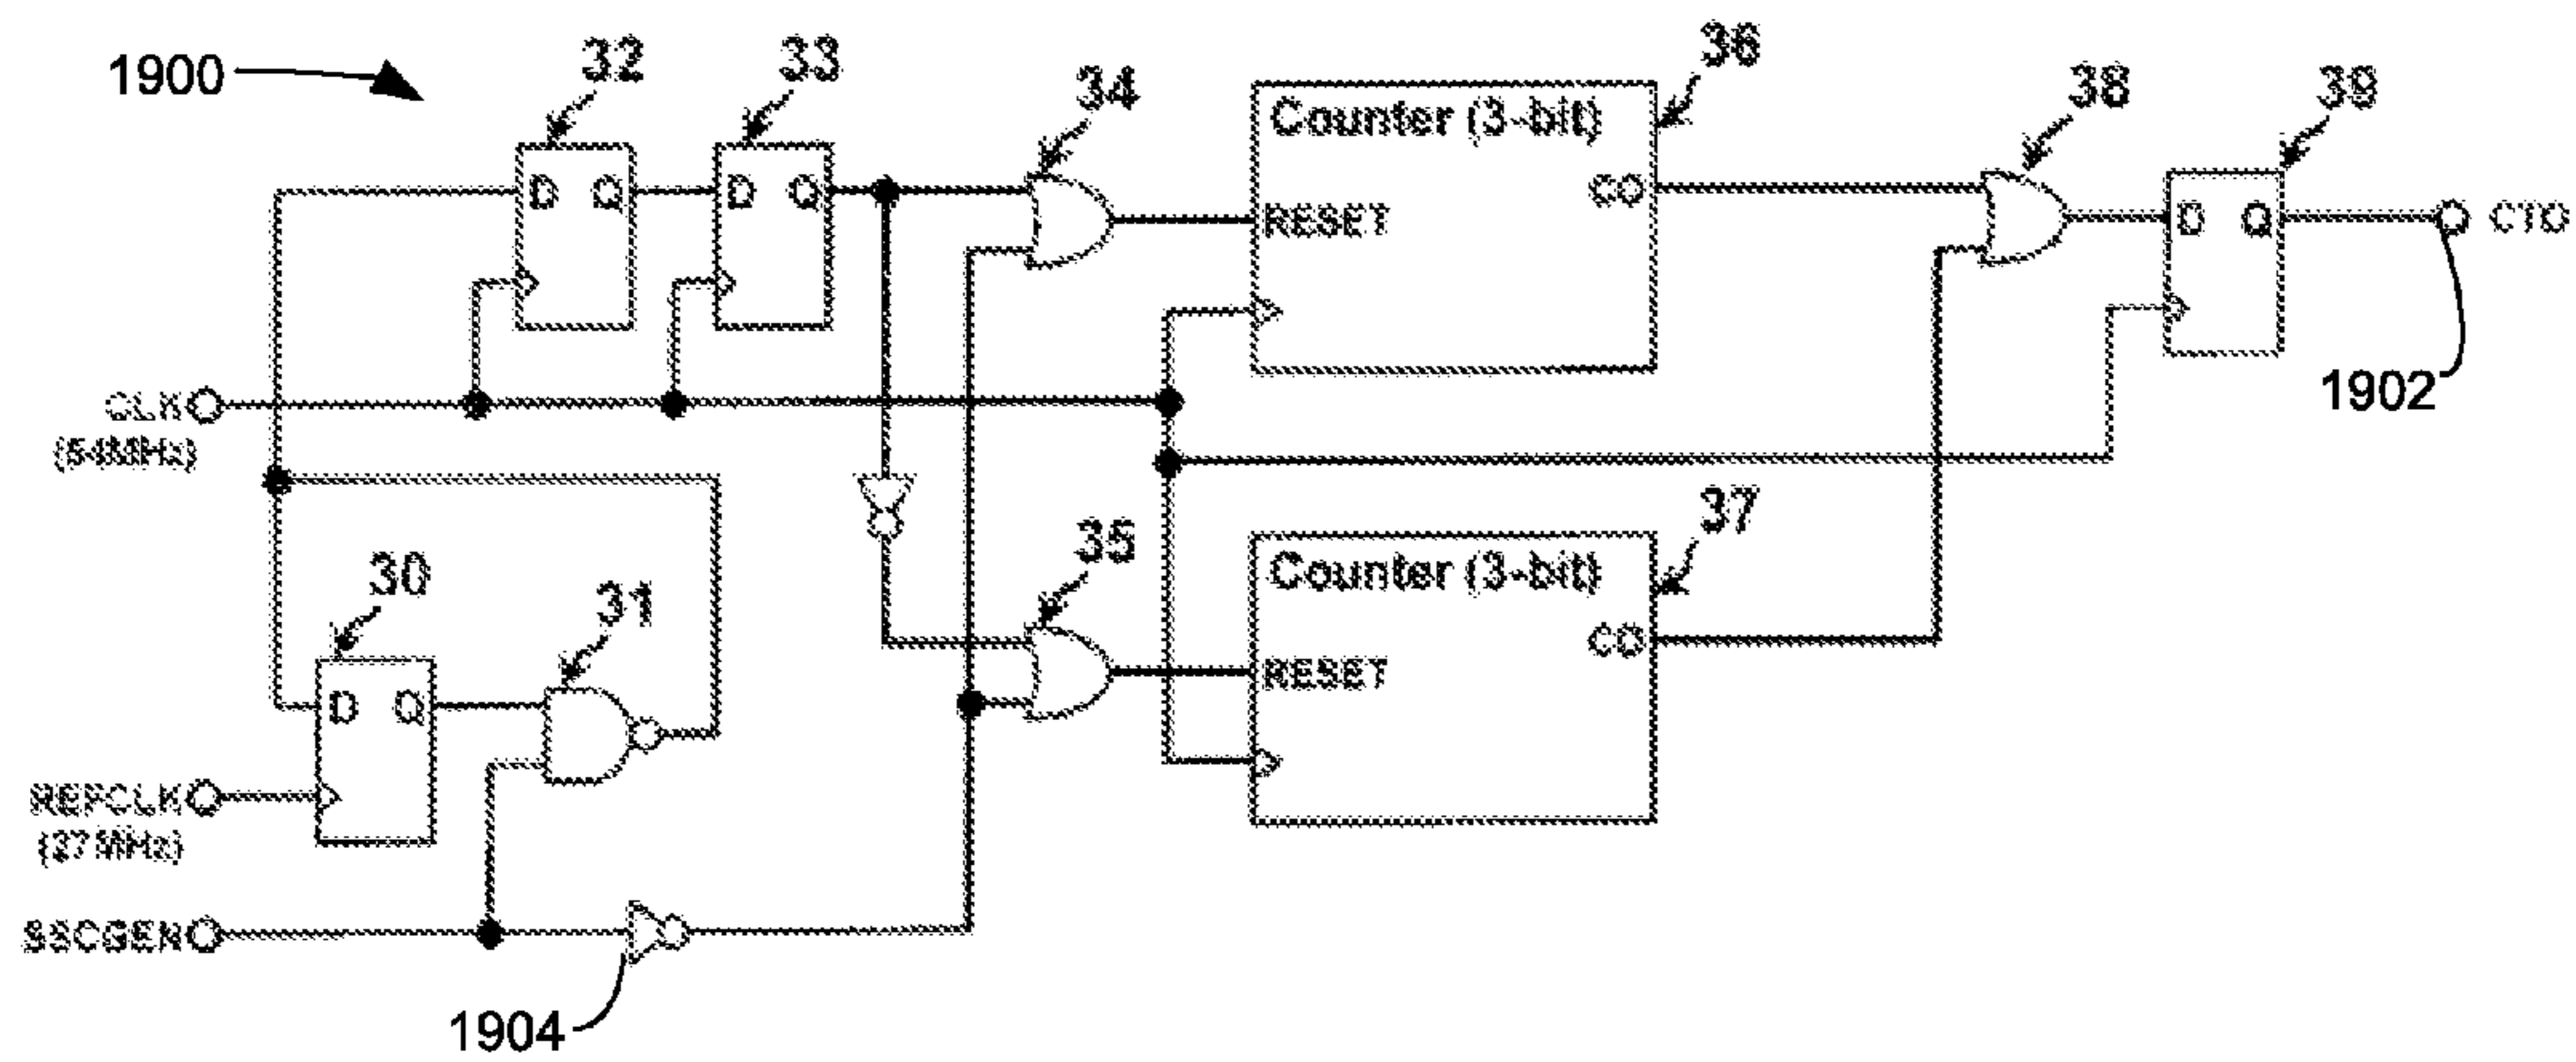 1900
32
33
34
36
38
39
Counter (3-bit)
D Q
D Q
CO
RESET
D Q
CTO
CLK
(54MHz)
1902
37
35
30
31
Counter (3-bit)
CO
RESET
D Q
REFCLK
(27MHz)
SSCGEN
1904